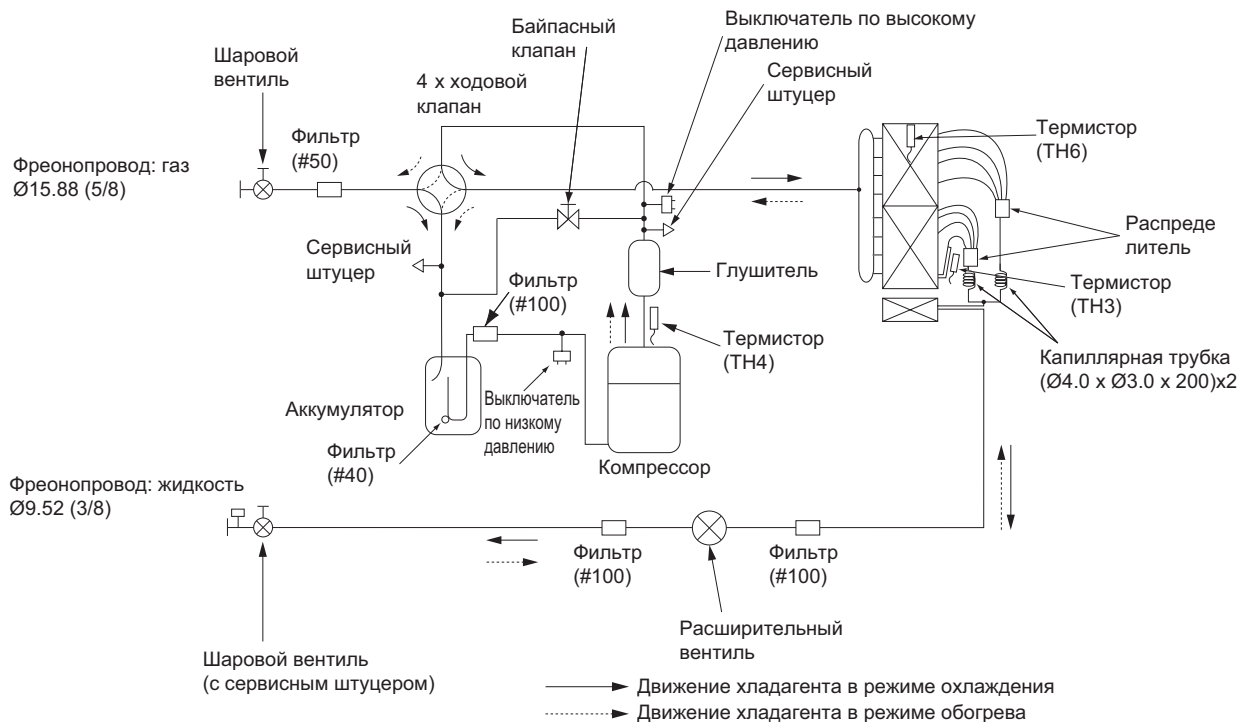 Байпасный
клапан
Выключатель по высокому
давлению
Шаровой
вентиль
4 х ходовой
клапан
Сервисный
штуцер
Фильтр
(#50)
Термистор
(TH6)
Фреонопровод: газ
Ø15.88 (5/8)
Распреде
литель
Сервисный
штуцер
Глушитель
Фильтр
(#100)
Термистор
(TH3)
Термистор
(TH4)
Капиллярная трубка
(Ø4.0 x Ø3.0 x 200)x2
Аккумулятор
Выключатель
по низкому
давлению
Фильтр
(#40)
Компрессор
Фреонопровод: жидкость
Ø9.52 (3/8)
Фильтр
(#100)
Фильтр
(#100)
Расширительный
вентиль
Шаровой вентиль
(с сервисным штуцером)
Движение хладагента в режиме охлаждения
Движение хладагента в режиме обогрева